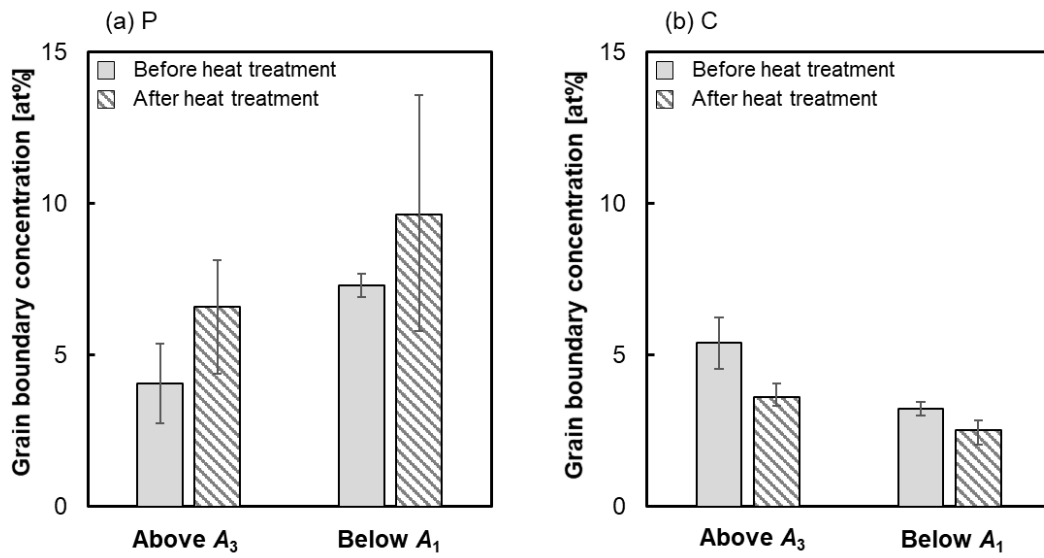 (a) P
Grain boundary concentration [at%]
15
10
5
0
Before heat treatment
After heat treatment
Above A3
Below A1
(b) C
Grain boundary concentration [at%]
15
10
5
0
Before heat treatment
After heat treatment
Above A3
Below A1